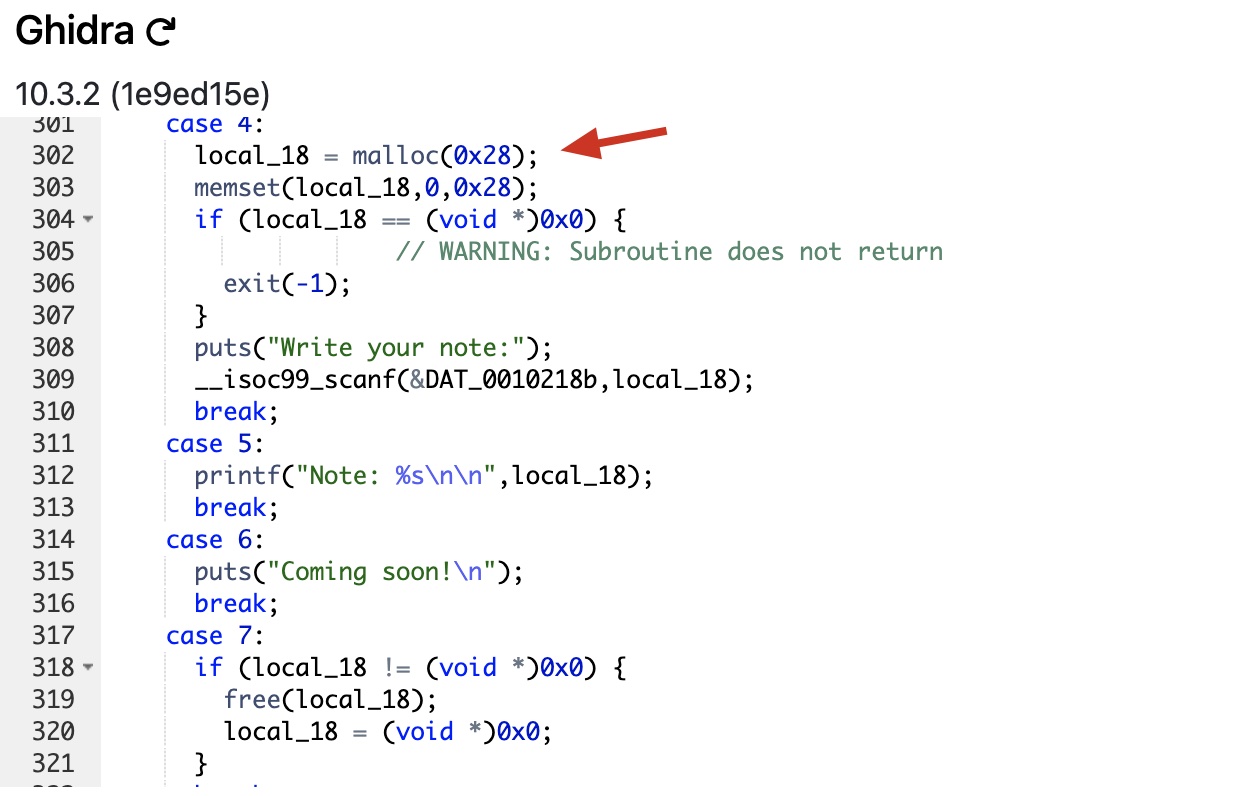 Ghidra
10.3.2 (1e9ed15e)
301 case 4:
302 local_18 = malloc(0x28);
303 memset(local_18,0,0x28);
304 if (local_18 == (void *)0x0) {
305 // WARNING: Subroutine does not return
306 exit(-1);
307 }
308 puts("Write your note:");
309 __isoc99_scanf(&DAT_0010218b,local_18);
310 break;
311 case 5:
312 printf("Note: %s\n\n",local_18);
313 break;
314 case 6:
315 puts("Coming soon!\n");
316 break;
317 case 7:
318 if (local_18 != (void *)0x0) {
319 free(local_18);
320 local_18 = (void *)0x0;
321 }